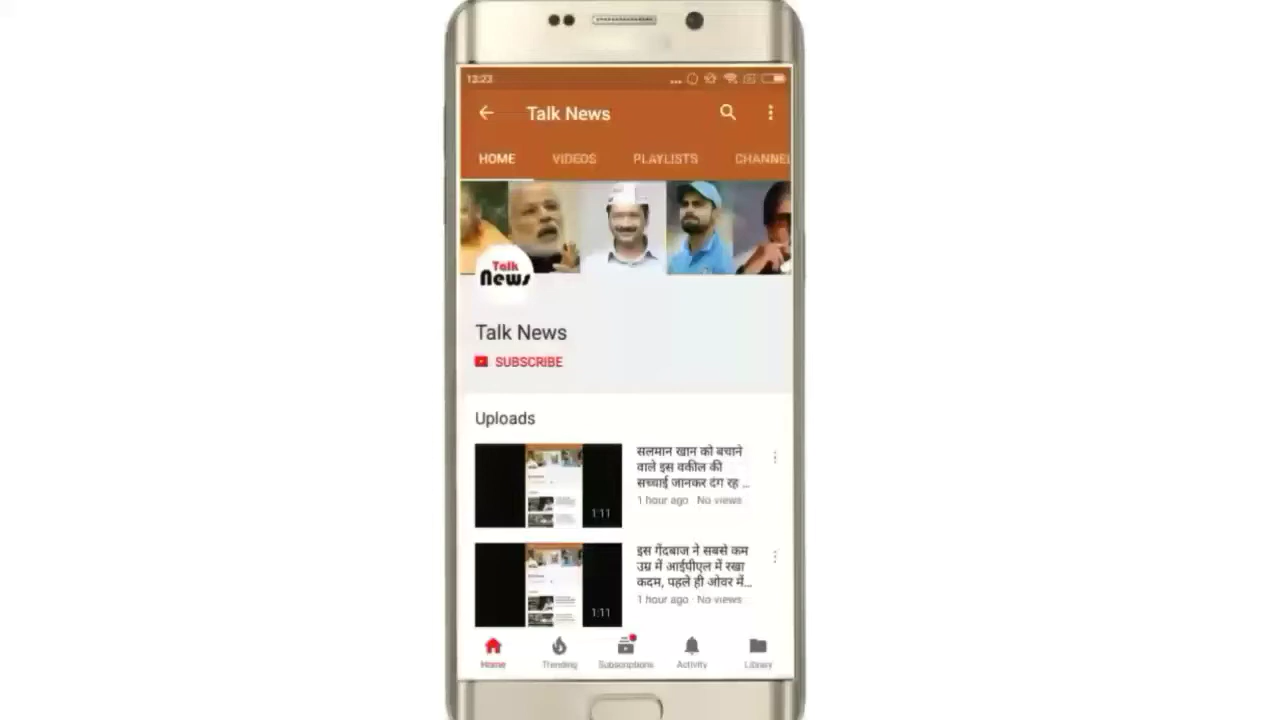 12:23
Talk News
HOME VIDEOS PLAYLISTS CHANNEL
Talk
News
Talk News
SUBSCRIBE
Uploads
सलमान खान को बचाने
वाले इस वकील की
सच्चाई जानकर दंग रह ...
1 hour ago · No views
1:11
इस गेंदबाज ने सबसे कम
उम्र में आईपीएल में रखा
कदम, पहले ही ओवर में...
1 hour ago · No views
1:11
Home Trending Subscriptions Activity Library